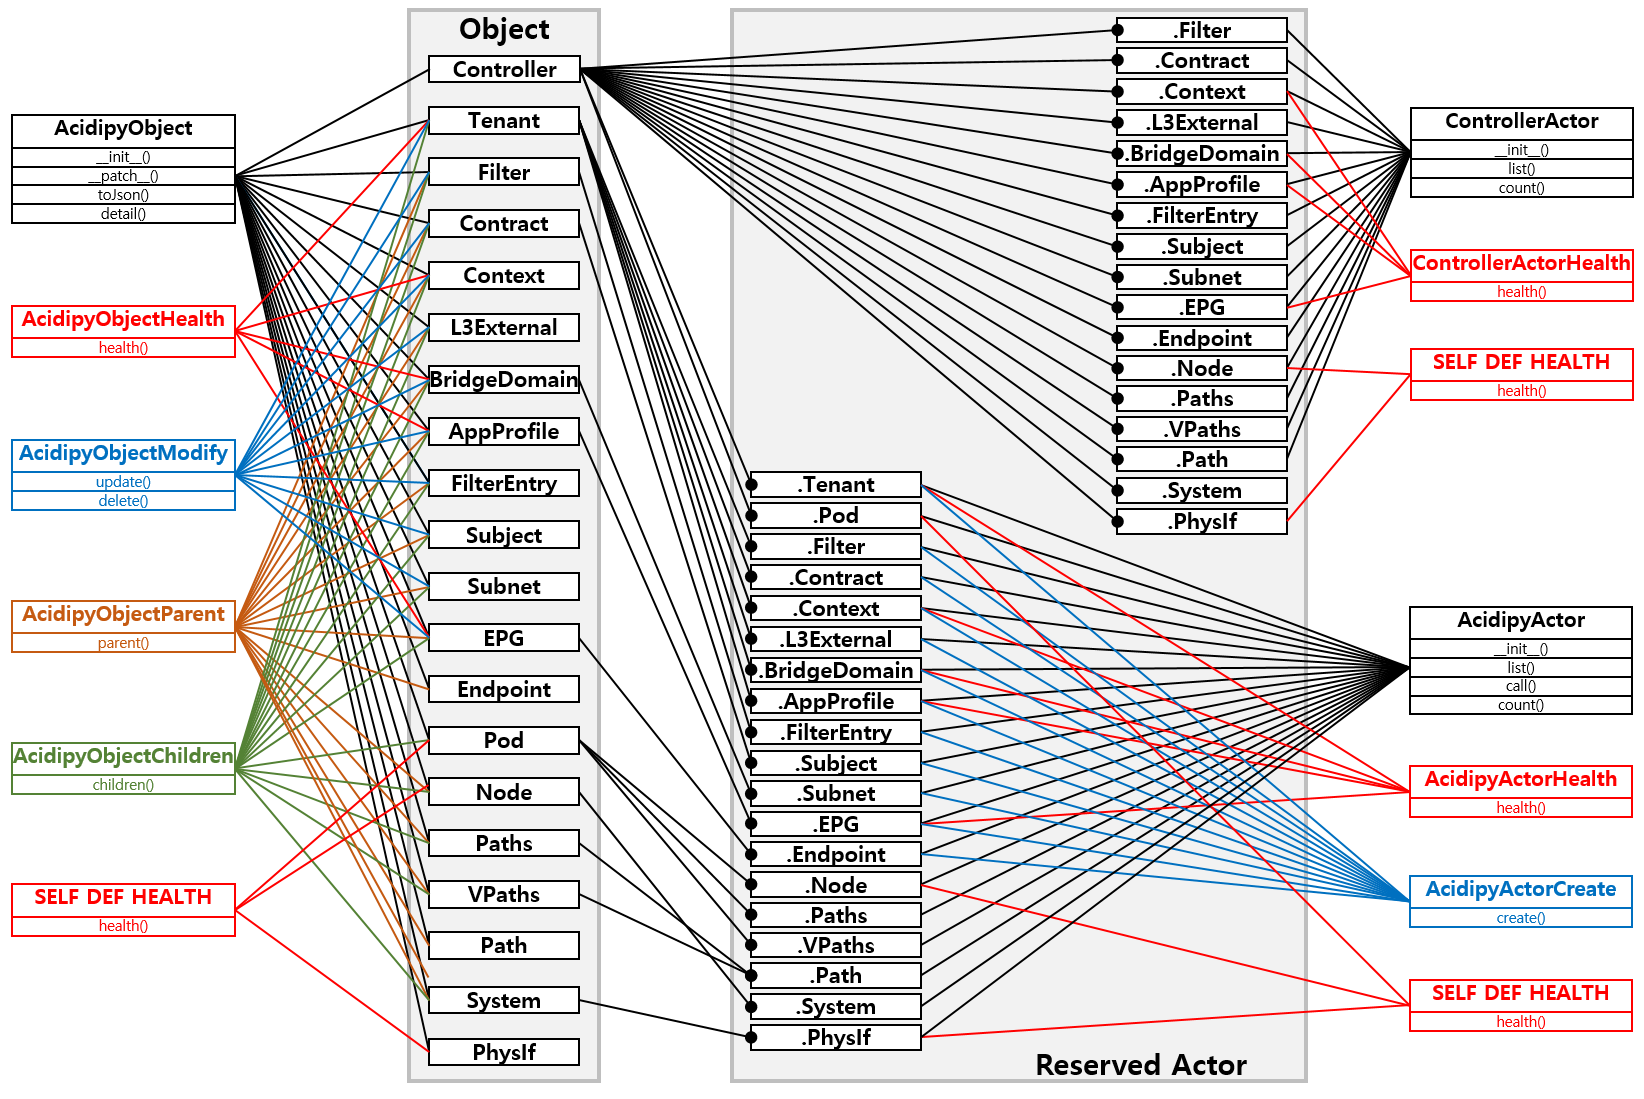 AcidipyObject
__init__()
__patch__()
toJson()
detail()
AcidipyObjectHealth
health()
AcidipyObjectModify
update()
delete()
AcidipyObjectParent
parent()
AcidipyObjectChildren
children()
SELF DEF HEALTH
health()
Object
Controller
Tenant
Filter
Contract
Context
L3External
BridgeDomain
AppProfile
FilterEntry
Subject
Subnet
EPG
Endpoint
Pod
Node
Paths
VPaths
Path
System
PhysIf
.Tenant
.Pod
.Filter
.Contract
.Context
.L3External
.BridgeDomain
.AppProfile
.FilterEntry
.Subject
.Subnet
.EPG
.Endpoint
.Node
.Paths
.VPaths
.Path
.System
.PhysIf
.Filter
.Contract
.Context
.L3External
.BridgeDomain
.AppProfile
.FilterEntry
.Subject
.Subnet
.EPG
.Endpoint
.Node
.Paths
.VPaths
.Path
.System
.PhysIf
Reserved Actor
ControllerActor
__init__()
list()
count()
ControllerActorHealth
health()
SELF DEF HEALTH
health()
AcidipyActor
__init__()
list()
call()
count()
AcidipyActorHealth
health()
AcidipyActorCreate
create()
SELF DEF HEALTH
health()